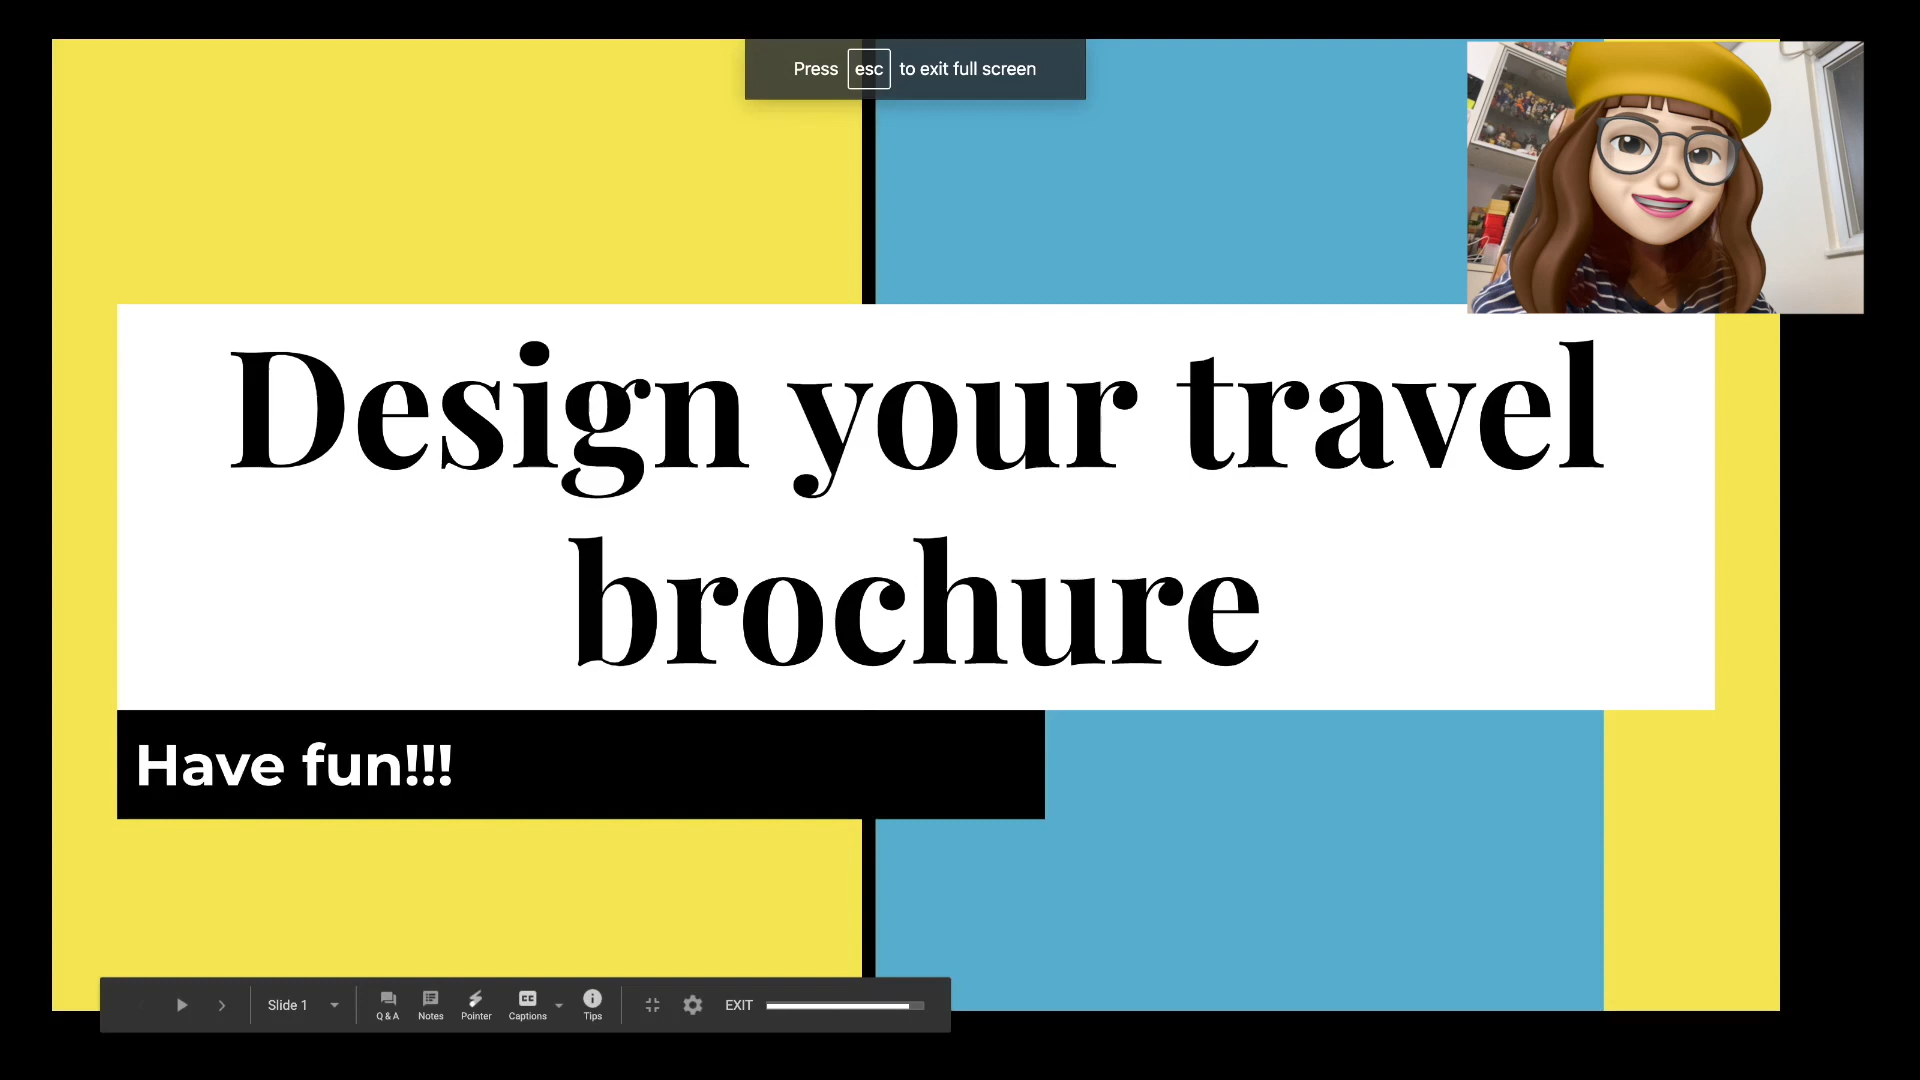 Press esc to exit full screen
Design your travel
brochure
Have fun!!!
Slide 1
Q & A
Notes
Pointer
CC
Captions
Tips
EXIT